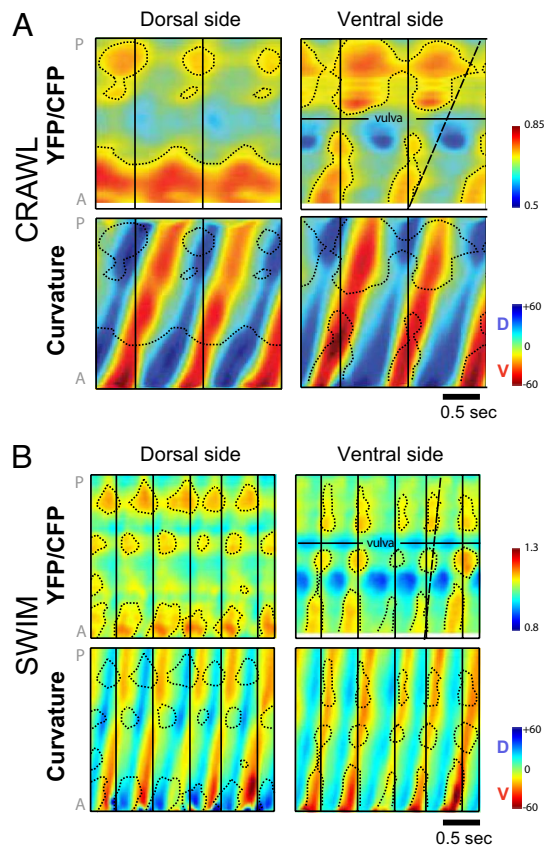 A
Dorsal side
Ventral side
CRAWL
YFP/CFP
P
A
vulva
0.85
0.5
Curvature
P
A
+60
D
0
V
-60
0.5 sec
B
Dorsal side
Ventral side
SWIM
YFP/CFP
P
A
vulva
1.3
0.8
Curvature
P
A
+60
D
0
V
-60
0.5 sec